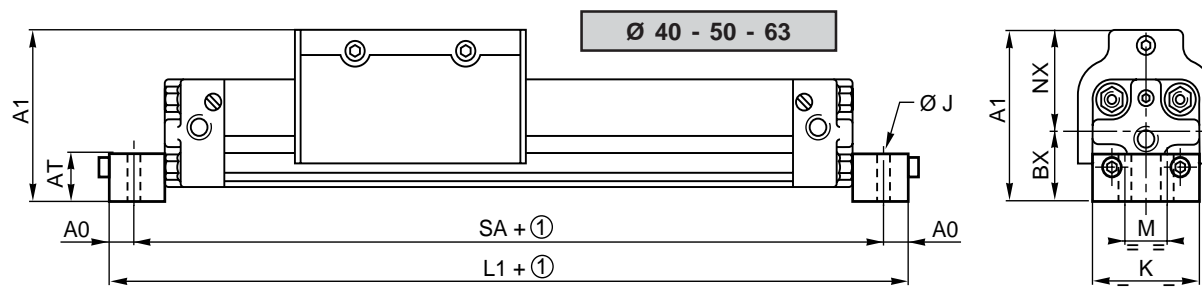 Ø 40 - 50 - 63
A1
AT
A0
SA + ①
A0
L1 + ①
Ø J
A1
NX
BX
M
= =
K
= =